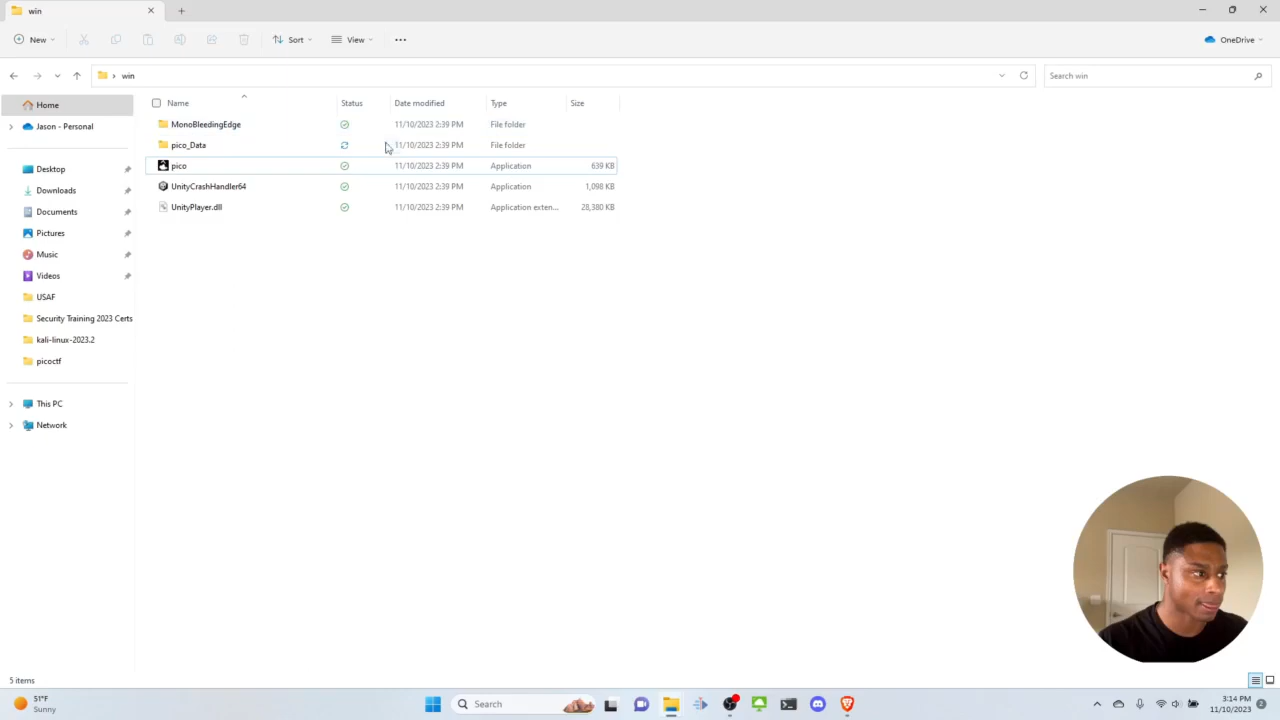 win
New
Sort
View
OneDrive
win
Search win
Name Status Date modified Type Size
MonoBleedingEdge 11/10/2023 2:39 PM File folder
pico_Data 11/10/2023 2:39 PM File folder
pico 11/10/2023 2:39 PM Application 639 KB
UnityCrashHandler64 11/10/2023 2:39 PM Application 1,098 KB
UnityPlayer.dll 11/10/2023 2:39 PM Application exten... 28,380 KB
Home
Jason - Personal
Desktop
Downloads
Documents
Pictures
Music
Videos
USAF
Security Training 2023 Certs
kali-linux-2023.2
picoctf
This PC
Network
5 items
51°F
Sunny
Search
3:14 PM
11/10/2023
2